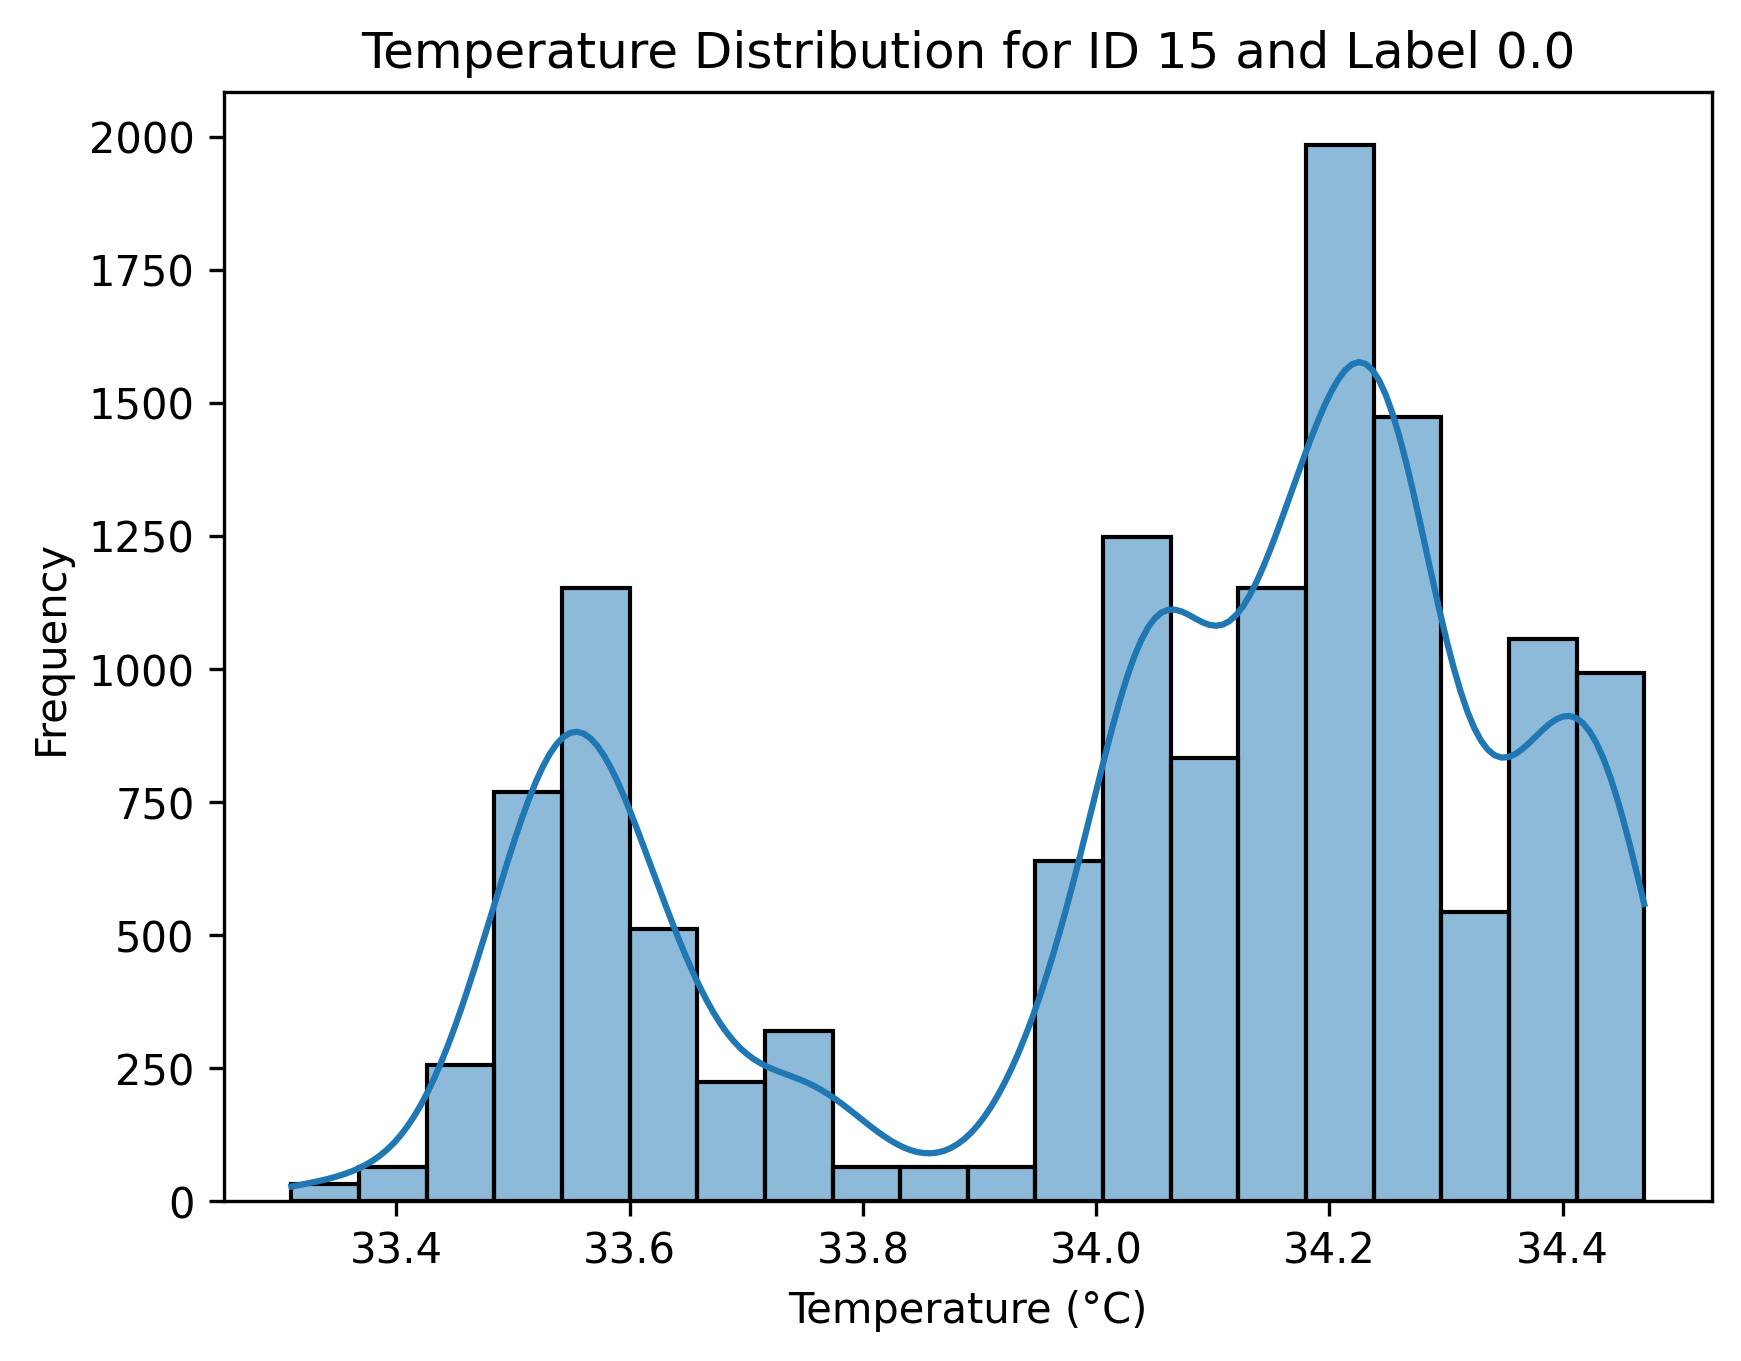 Temperature Distribution for ID 15 and Label 0.0
2000
1750
1500
1250
1000
750
500
250
0
Frequency
33.4 33.6 33.8 34.0 34.2 34.4
Temperature (°C)